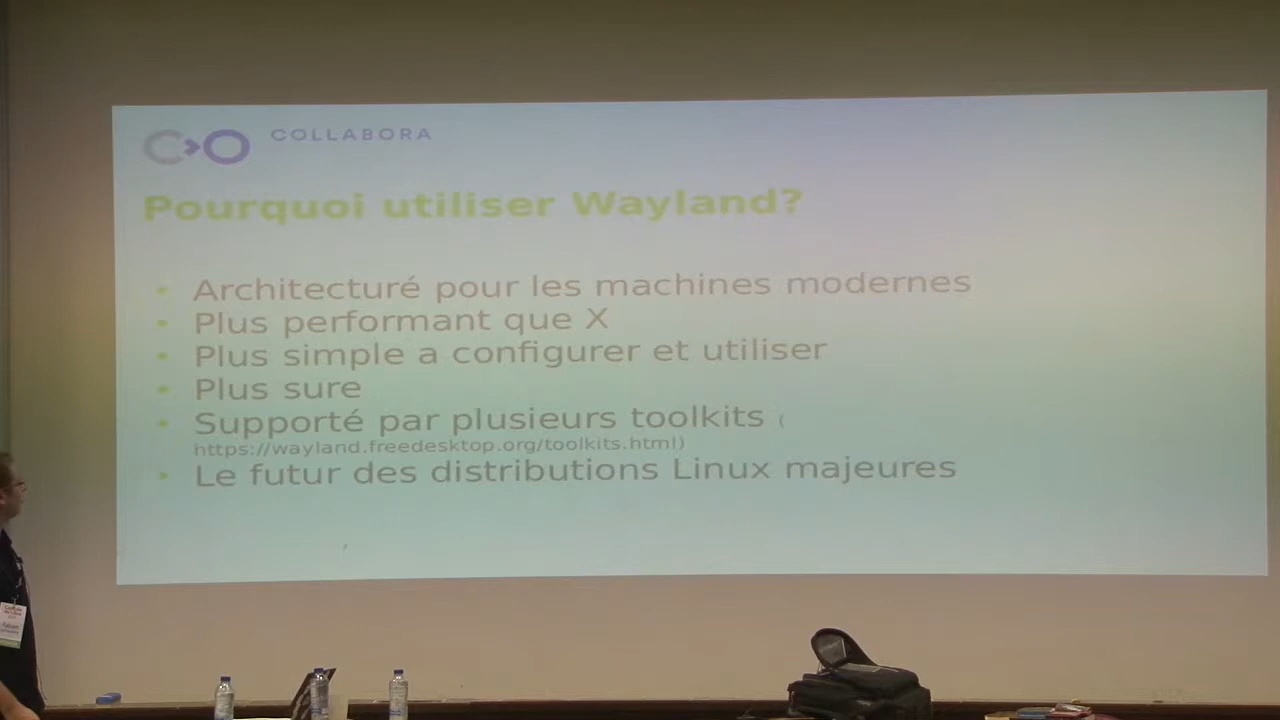 COLLABORA
Pourquoi utiliser Wayland?
Architecturé pour les machines modernes
Plus performant que X
Plus simple a configurer et utiliser
Plus sure
Supporté par plusieurs toolkits (
https://wayland.freedesktop.org/toolkits.html)
Le futur des distributions Linux majeures